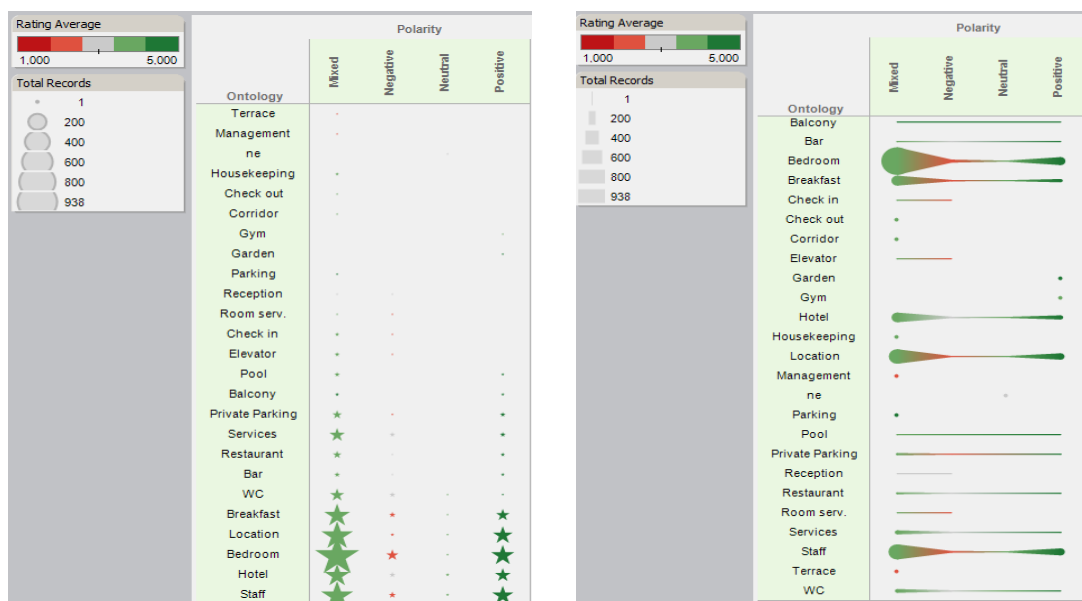 Rating Average
1.000 5.000
Total Records
1
200
400
600
800
938
Polarity
Ontology Mixed Negative Neutral Positive
Terrace
Management
ne
Housekeeping
Check out
Corridor
Gym
Garden
Parking
Reception
Room serv.
Check in
Elevator
Pool
Balcony
Private Parking
Services
Restaurant
Bar
WC
Breakfast
Location
Bedroom
Hotel
Staff
Rating Average
1.000 5.000
Total Records
1
200
400
600
800
938
Polarity
Ontology Mixed Negative Neutral Positive
Balcony
Bar
Bedroom
Breakfast
Check in
Check out
Corridor
Elevator
Garden
Gym
Hotel
Housekeeping
Location
Management
ne
Parking
Pool
Private Parking
Reception
Restaurant
Room serv.
Services
Staff
Terrace
WC